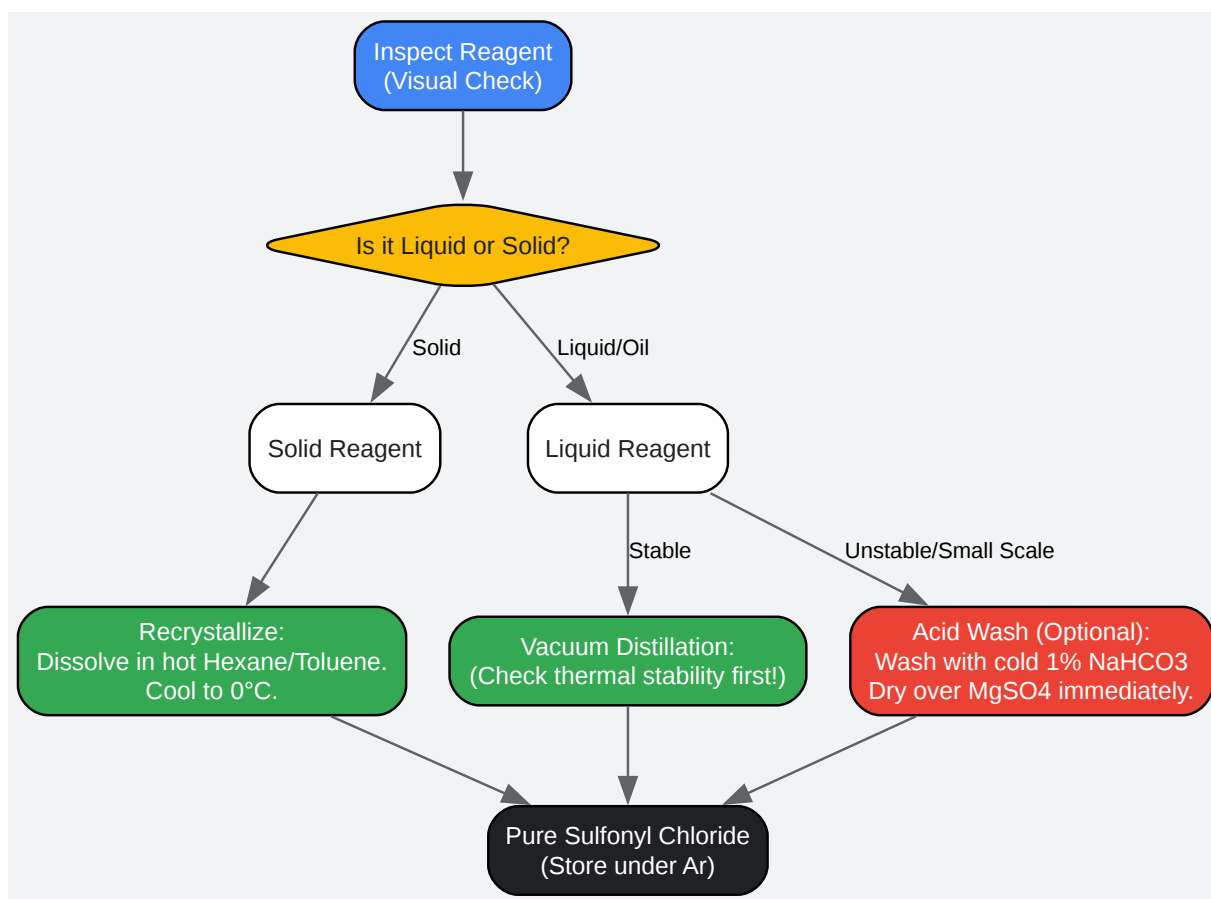 Inspect Reagent
(Visual Check)
Is it Liquid or Solid?
Solid
Liquid/Oil
Solid Reagent
Liquid Reagent
Stable
Unstable/Small Scale
Recrystallize:
Dissolve in hot Hexane/Toluene.
Cool to 0°C.
Vacuum Distillation:
(Check thermal stability first!)
Acid Wash (Optional):
Wash with cold 1% NaHCO3
Dry over MgSO4 immediately.
Pure Sulfonyl Chloride
(Store under Ar)